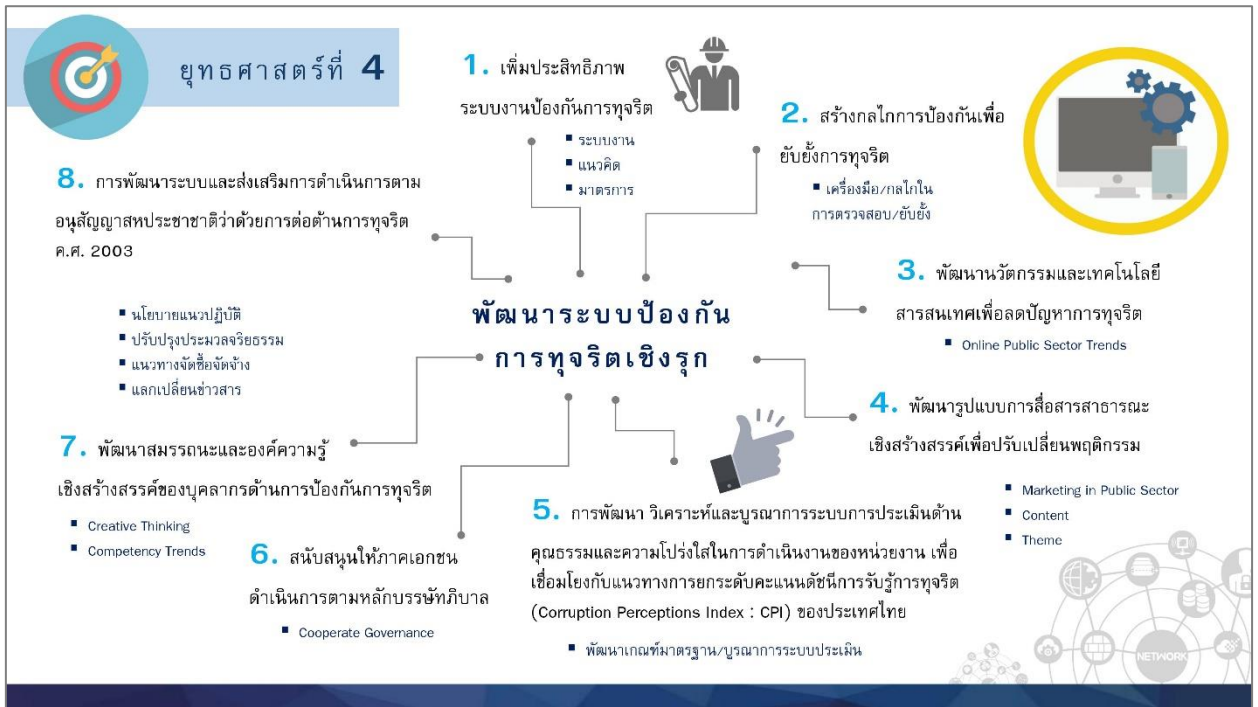 ยุทธศาสตร์ที่ 4
1. เพิ่มประสิทธิภาพ
ระบบงานป้องกันการทุจริต
▪ ระบบงาน
▪ แนวคิด
▪ มาตรการ
2. สร้างกลไกการป้องกันเพื่อ
ยับยั้งการทุจริต
▪ เครื่องมือ/กลไกใน
การตรวจสอบ/ยับยั้ง
3. พัฒนานวัตกรรมและเทคโนโลยี
สารสนเทศเพื่อลดปัญหาการทุจริต
▪ Online Public Sector Trends
4. พัฒนารูปแบบการสื่อสารสาธารณะ
เชิงสร้างสรรค์เพื่อปรับเปลี่ยนพฤติกรรม
▪ Marketing in Public Sector
▪ Content
▪ Theme
5. การพัฒนา วิเคราะห์และบูรณาการระบบการประเมินด้าน
คุณธรรมและความโปร่งใสในการดำเนินงานของหน่วยงาน เพื่อ
เชื่อมโยงกับแนวทางการยกระดับคะแนนดัชนีการรับรู้การทุจริต
(Corruption Perceptions Index : CPI) ของประเทศไทย
▪ พัฒนาเกณฑ์มาตรฐาน/บูรณาการระบบประเมิน
6. สนับสนุนให้ภาคเอกชน
ดำเนินการตามหลักบรรษัทภิบาล
▪ Cooperate Governance
7. พัฒนาสมรรถนะและองค์ความรู้
เชิงสร้างสรรค์ของบุคลากรด้านการป้องกันการทุจริต
▪ Creative Thinking
▪ Competency Trends
8. การพัฒนาระบบและส่งเสริมการดำเนินการตาม
อนุสัญญาสหประชาชาติว่าด้วยการต่อต้านการทุจริต
ค.ศ. 2003
▪ นโยบายแนวปฏิบัติ
▪ ปรับปรุงประมวลจริยธรรม
▪ แนวทางจัดซื้อจัดจ้าง
▪ แลกเปลี่ยนข่าวสาร
พัฒนาระบบป้องกัน
การทุจริตเชิงรุก
NETWORK